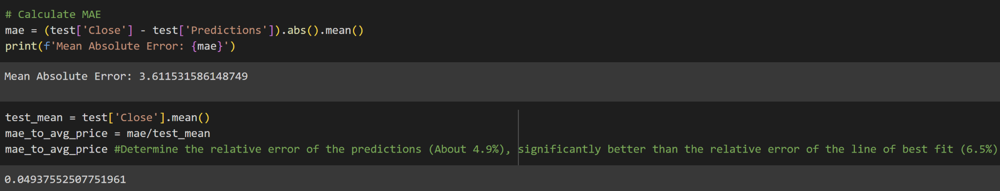 # Calculate MAE
mae = (test['Close'] - test['Predictions']).abs().mean()
print(f'Mean Absolute Error: {mae}')
Mean Absolute Error: 3.611531586148749
test_mean = test['Close'].mean()
mae_to_avg_price = mae/test_mean
mae_to_avg_price #Determine the relative error of the predictions (About 4.9%), significantly better than the relative error of the line of best fit (6.5%)
0.04937552507751961